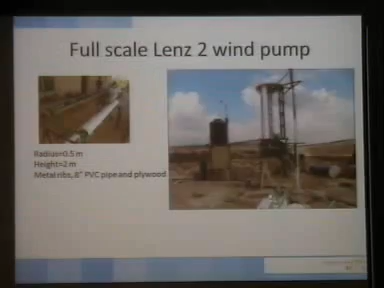 Full scale Lenz 2 wind pump
Radius=0.5 m
Height=2 m
Metal ribs, 8" PVC pipe and plywood